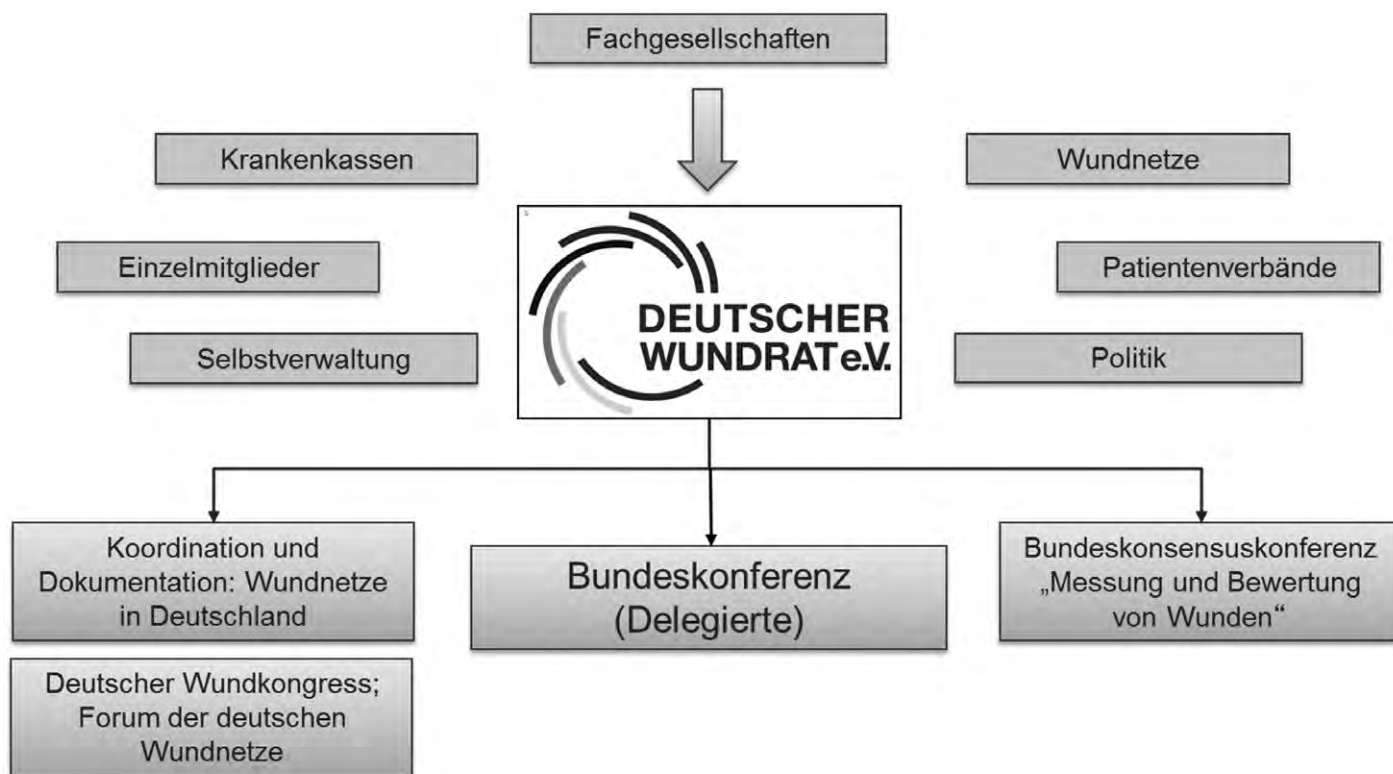 Fachgesellschaften
Krankenkassen
Wundnetze
Einzelmitglieder
Patientenverbände
Selbstverwaltung
Politik
DEUTSCHER
WUNDRAT e.V.
Koordination und
Dokumentation: Wundnetze
in Deutschland
Bundeskonferenz
(Delegierte)
Bundeskonsensuskonferenz
„Messung und Bewertung
von Wunden“
Deutscher Wundkongress;
Forum der deutschen
Wundnetze